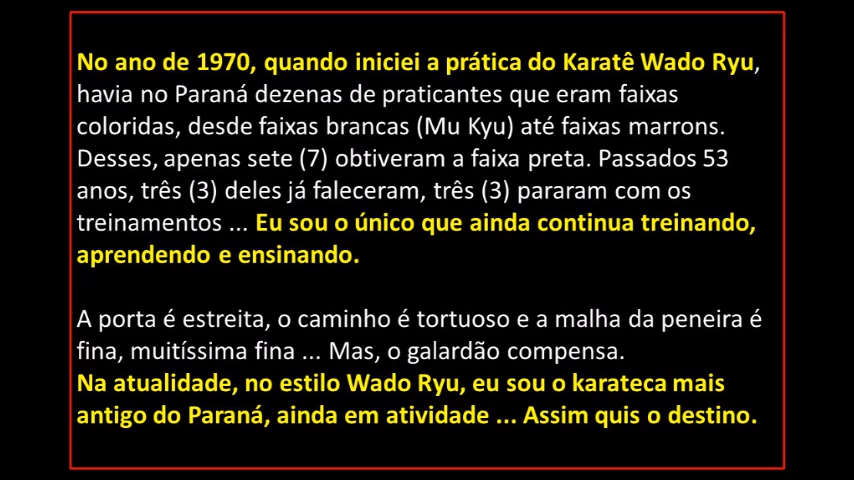 No ano de 1970, quando iniciei a prática do Karatê Wado Ryu,
havia no Paraná dezenas de praticantes que eram faixas
coloridas, desde faixas brancas (Mu Kyu) até faixas marrons.
Desses, apenas sete (7) obtiveram a faixa preta. Passados 53
anos, três (3) deles já faleceram, três (3) pararam com os
treinamentos ... Eu sou o único que ainda continua treinando,
aprendendo e ensinando.
A porta é estreita, o caminho é tortuoso e a malha da peneira é
fina, muitíssima fina ... Mas, o galardão compensa.
Na atualidade, no estilo Wado Ryu, eu sou o karateca mais
antigo do Paraná, ainda em atividade ... Assim quis o destino.